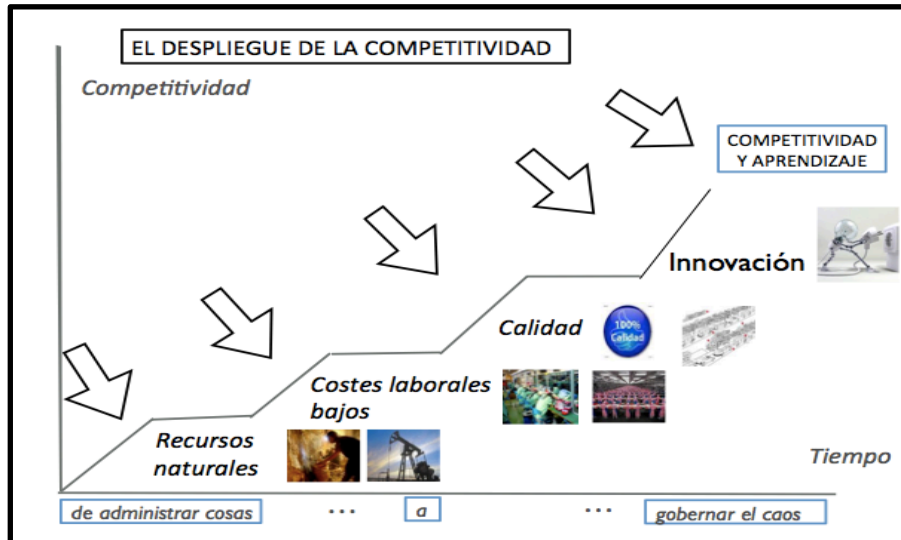 EL DESPLIEGUE DE LA COMPETITIVIDAD
Competitividad
COMPETITIVIDAD
Y APRENDIZAJE
Innovación
Calidad
100%
Calidad
Costes laborales
bajos
Recursos
naturales
Tiempo
de administrar cosas ... a ... gobernar el caos